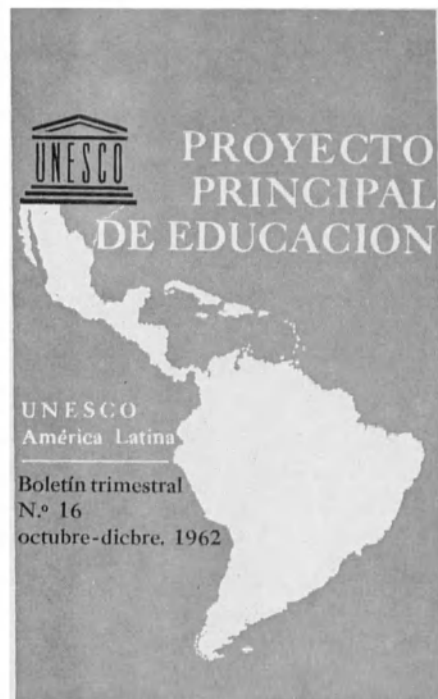 UNESCO
PROYECTO
PRINCIPAL
DE EDUCACION
UNESCO
América Latina
Boletín trimestral
N.º 16
octubre-dicbre. 1962